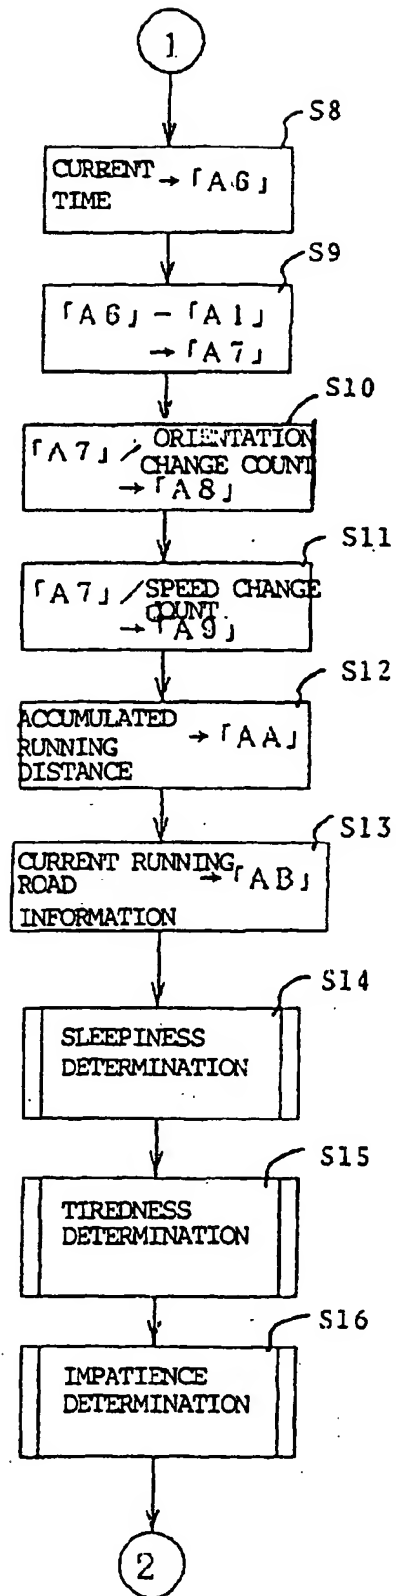 1
S8
CURRENT → 「A6」
TIME
S9
「A6」 - 「A1」
→ 「A7」
S10
「A7」 / ORIENTATION
CHANGE COUNT
→ 「A8」
S11
「A7」 / SPEED CHANGE
COUNT
→ 「A9」
S12
ACCUMULATED
RUNNING → 「AA」
DISTANCE
S13
CURRENT RUNNING
ROAD → 「AB」
INFORMATION
S14
SLEEPINESS
DETERMINATION
S15
TIREDNESS
DETERMINATION
S16
IMPATIENCE
DETERMINATION
2